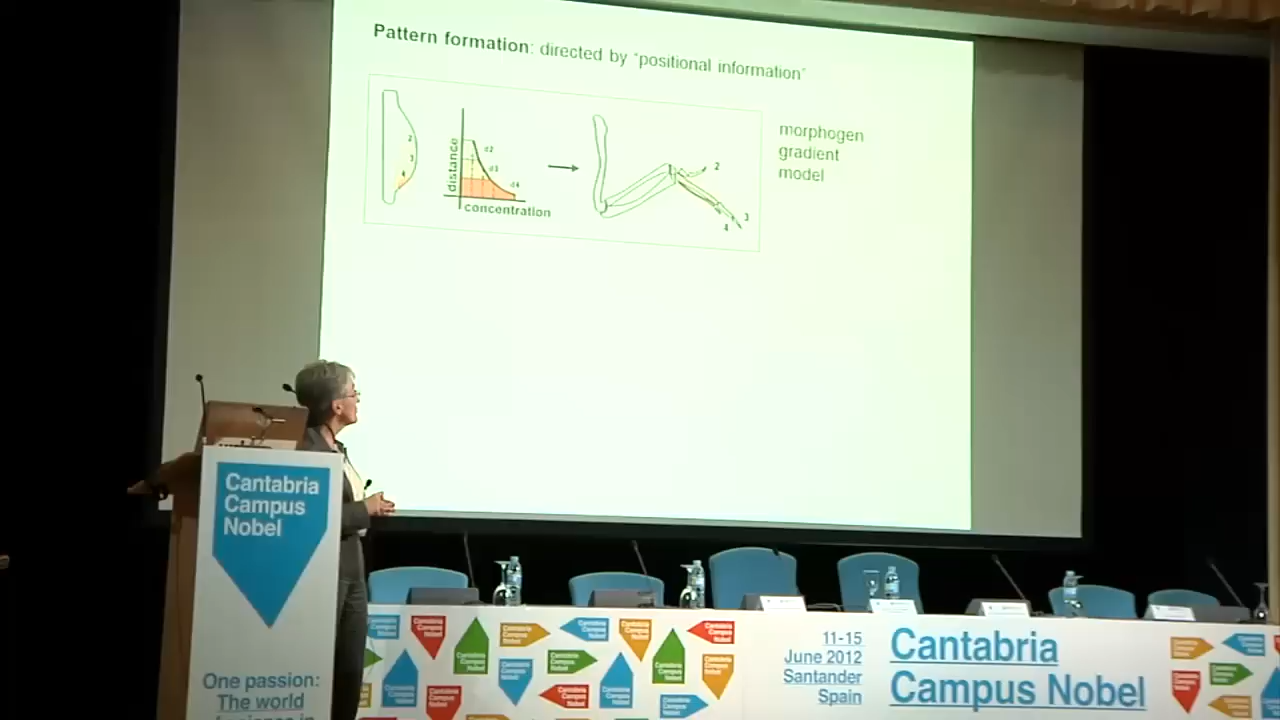 Pattern formation: directed by "positional information"
2
3
4
distance
d2
d3
d4
concentration
2
3
4
morphogen
gradient
model
Cantabria
Campus
Nobel
One passion:
The world
11-15
June 2012
Santander
Spain
Cantabria
Campus Nobel